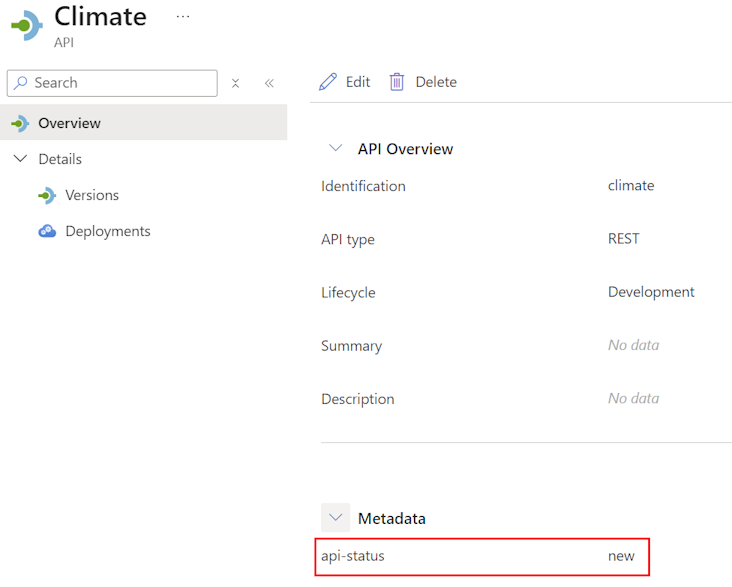 Climate ...
API
Search
Overview
Details
Versions
Deployments
Edit Delete
API Overview
Identification climate
API type REST
Lifecycle Development
Summary No data
Description No data
Metadata
api-status new